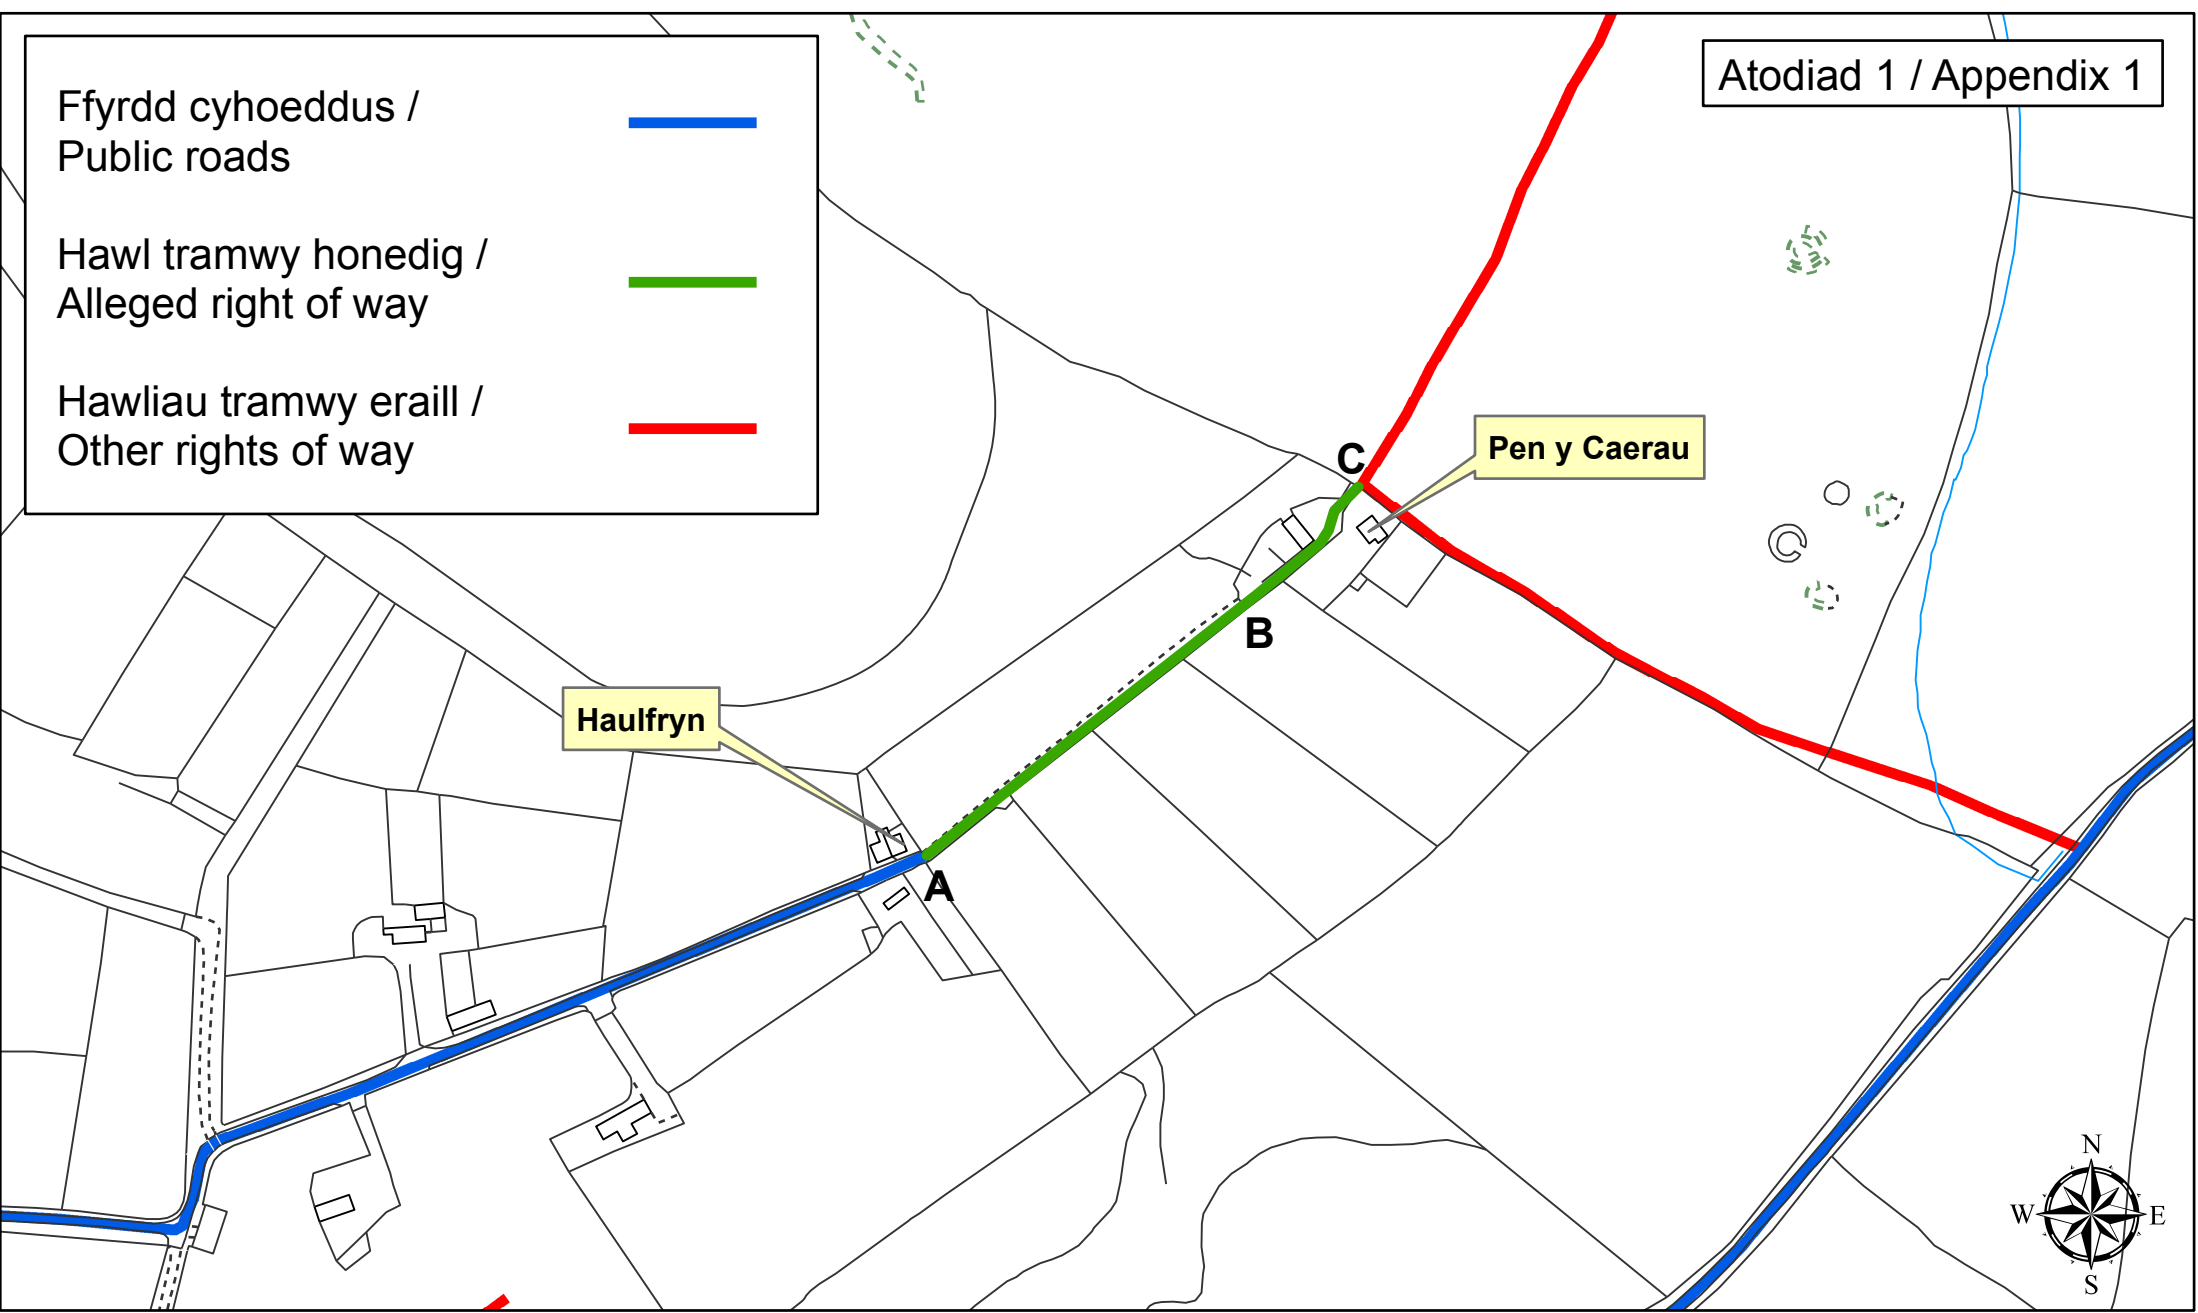 Ffyrdd cyhoeddus /
Public roads
Hawl tramwy honedig /
Alleged right of way
Hawliau tramwy eraill /
Other rights of way
Atodiad 1 / Appendix 1
C
Pen y Caerau
B
Haulfryn
A
N
W
E
S